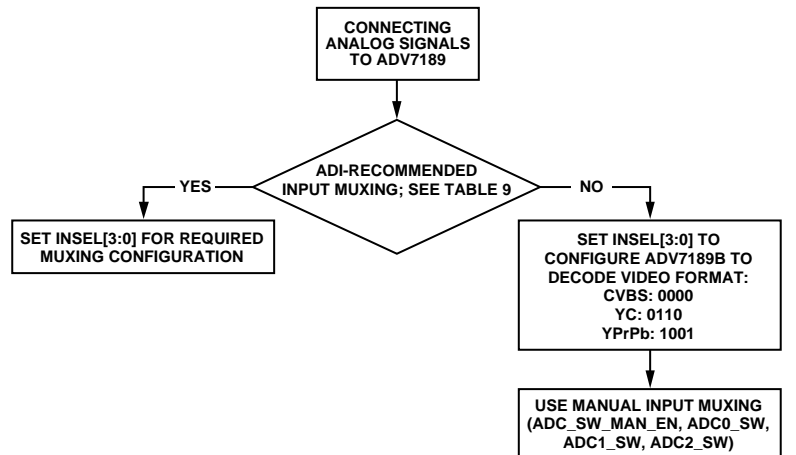 CONNECTING
ANALOG SIGNALS
TO ADV7189
ADI-RECOMMENDED
INPUT MUXING; SEE TABLE 9
YES
NO
SET INSEL[3:0] FOR REQUIRED
MUXING CONFIGURATION
SET INSEL[3:0] TO
CONFIGURE ADV7189B TO
DECODE VIDEO FORMAT:
CVBS: 0000
YC: 0110
YPrPb: 1001
USE MANUAL INPUT MUXING
(ADC_SW_MAN_EN, ADC0_SW,
ADC1_SW, ADC2_SW)